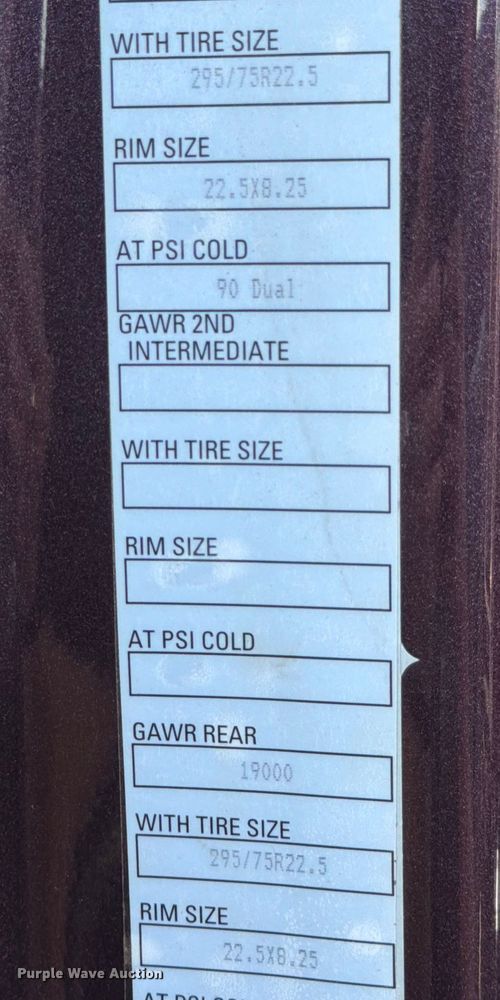 WITH TIRE SIZE
295/75R22.5
RIM SIZE
22.5X8.25
AT PSI COLD
90 Dual
GAWR 2ND
INTERMEDIATE
WITH TIRE SIZE
RIM SIZE
AT PSI COLD
GAWR REAR
19000
WITH TIRE SIZE
295/75R22.5
RIM SIZE
22.5X8.25
AT PSI
Purple Wave Auction